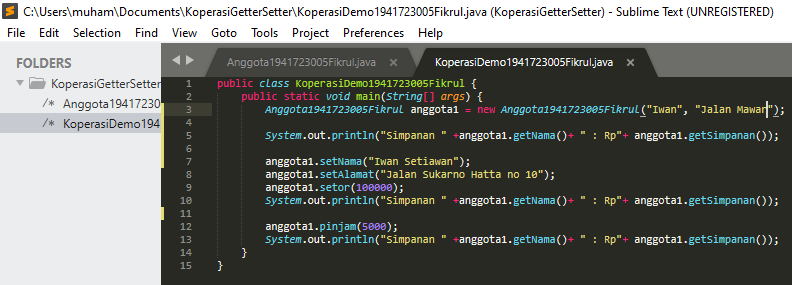 C:\Users\muham\Documents\KoperasiGetterSetter\KoperasiDemo1941723005Fikrul.java (KoperasiGetterSetter) - Sublime Text (UNREGISTERED)
File Edit Selection Find View Goto Tools Project Preferences Help
FOLDERS
KoperasiGetterSetter
/* Anggota19417230
/* KoperasiDemo194
Anggota1941723005Fikrul.java
KoperasiDemo1941723005Fikrul.java
1 public class KoperasiDemo1941723005Fikrul {
2 public static void main(String[] args) {
3 Anggota1941723005Fikrul anggota1 = new Anggota1941723005Fikrul("Iwan", "Jalan Mawar");
4
5 System.out.println("Simpanan " +anggota1.getNama()+ " : Rp"+ anggota1.getSimpanan());
6
7 anggota1.setNama("Iwan Setiawan");
8 anggota1.setAlamat("Jalan Sukarno Hatta no 10");
9 anggota1.setor(100000);
10 System.out.println("Simpanan " +anggota1.getNama()+ " : Rp"+ anggota1.getSimpanan());
11
12 anggota1.pinjam(5000);
13 System.out.println("Simpanan " +anggota1.getNama()+ " : Rp"+ anggota1.getSimpanan());
14 }
15 }